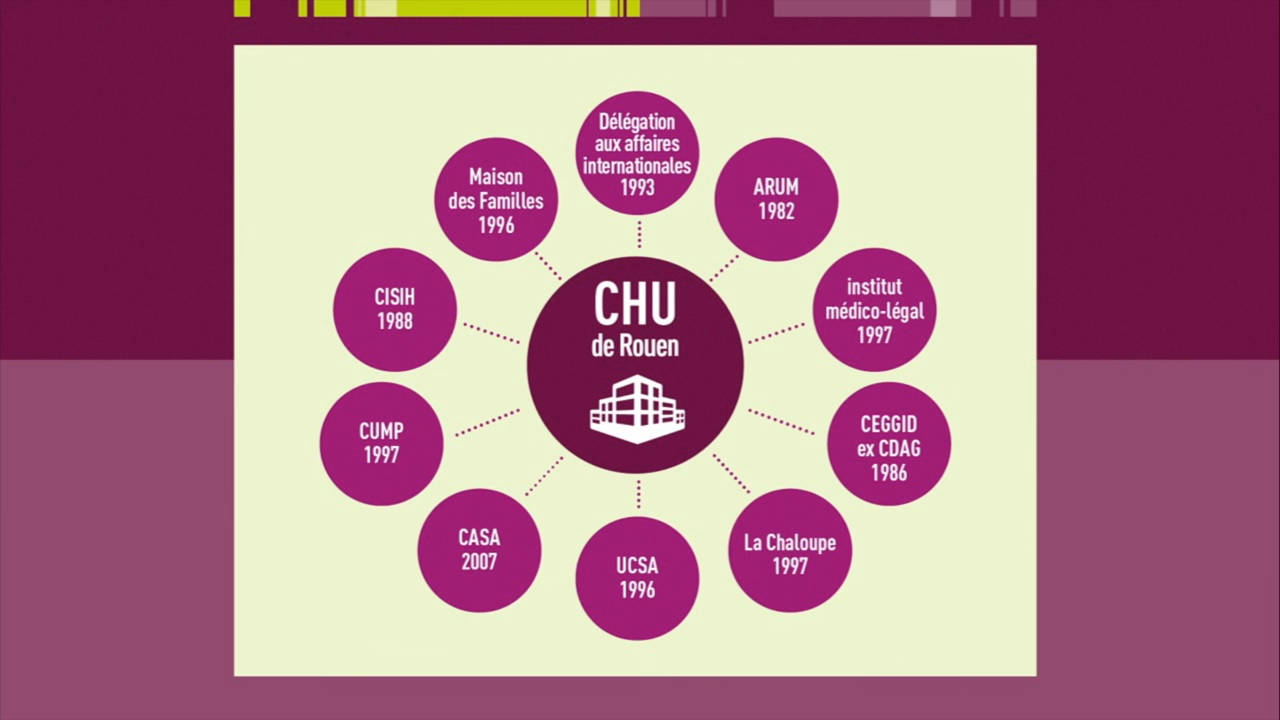 Délégation
aux affaires
internationales
1993
Maison
des Familles
1996
ARUM
1982
CISIH
1988
CHU
de Rouen
institut
médico-légal
1997
CUMP
1997
CEGGID
ex CDAG
1986
CASA
2007
UCSA
1996
La Chaloupe
1997